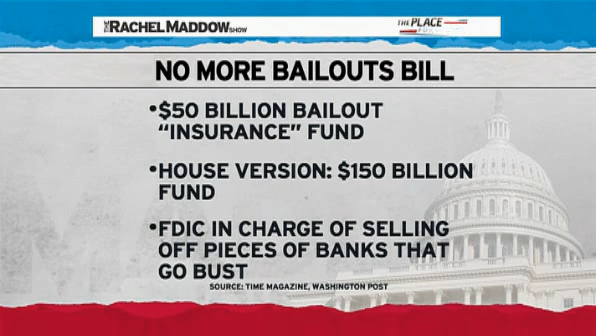 THE RACHEL MADDOW SHOW
THE PLACE
NO MORE BAILOUTS BILL
•$50 BILLION BAILOUT
“INSURANCE” FUND
•HOUSE VERSION: $150 BILLION
FUND
•FDIC IN CHARGE OF SELLING
OFF PIECES OF BANKS THAT
GO BUST
SOURCE: TIME MAGAZINE, WASHINGTON POST